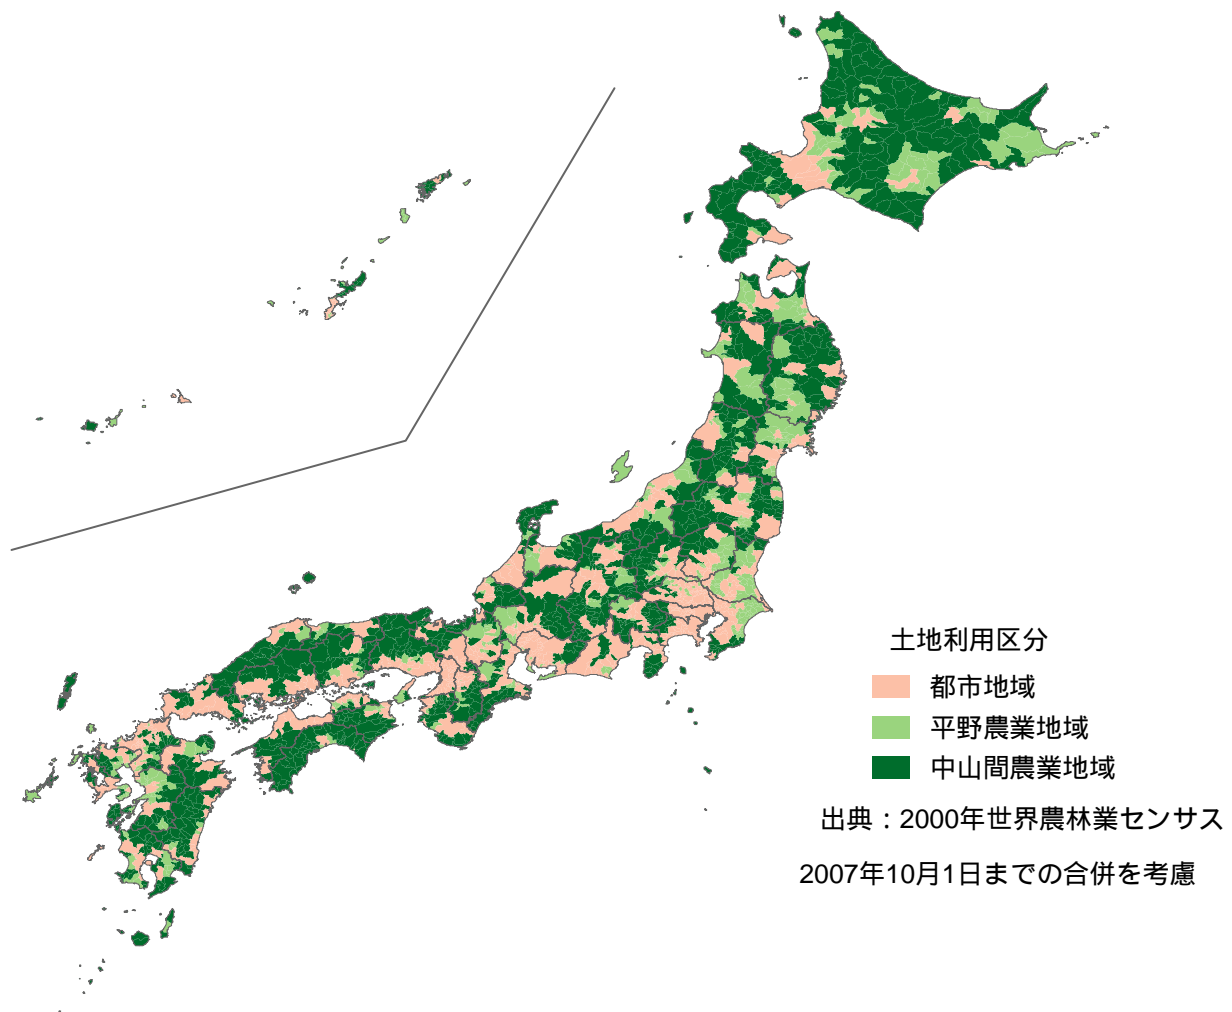 土地利用区分
都市地域
平野農業地域
中山間農業地域
出典：2000年世界農林業センサス
2007年10月1日までの合併を考慮